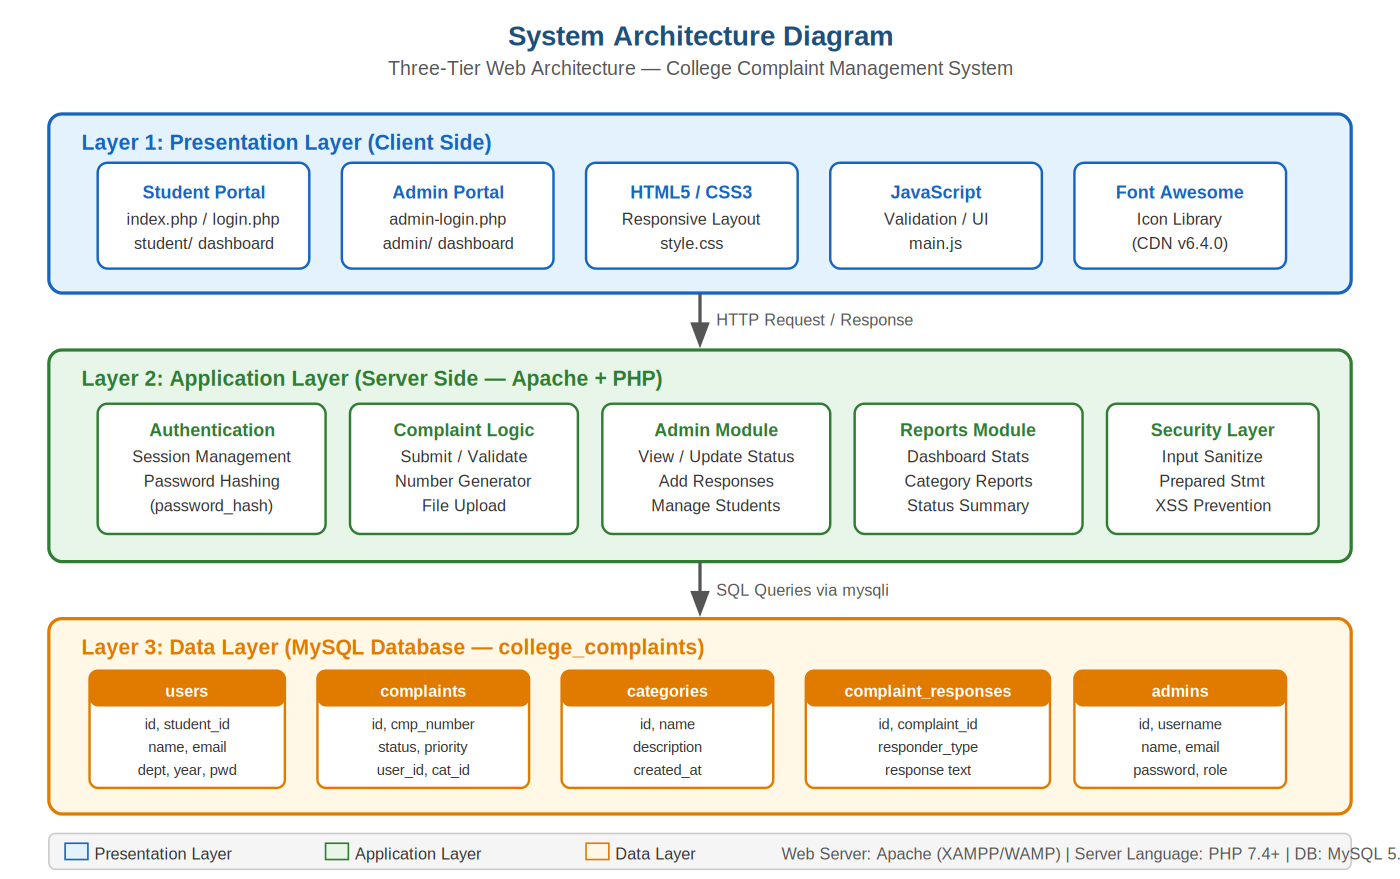 System Architecture Diagram
Three-Tier Web Architecture — College Complaint Management System
Layer 1: Presentation Layer (Client Side)
Student Portal
index.php / login.php
student/ dashboard
Admin Portal
admin-login.php
admin/ dashboard
HTML5 / CSS3
Responsive Layout
style.css
JavaScript
Validation / UI
main.js
Font Awesome
Icon Library
(CDN v6.4.0)
HTTP Request / Response
Layer 2: Application Layer (Server Side — Apache + PHP)
Authentication
Session Management
Password Hashing
(password_hash)
Complaint Logic
Submit / Validate
Number Generator
File Upload
Admin Module
View / Update Status
Add Responses
Manage Students
Reports Module
Dashboard Stats
Category Reports
Status Summary
Security Layer
Input Sanitize
Prepared Stmt
XSS Prevention
SQL Queries via mysqli
Layer 3: Data Layer (MySQL Database — college_complaints)
users
id, student_id
name, email
dept, year, pwd
complaints
id, cmp_number
status, priority
user_id, cat_id
categories
id, name
description
created_at
complaint_responses
id, complaint_id
responder_type
response text
admins
id, username
name, email
password, role
Presentation Layer
Application Layer
Data Layer
Web Server: Apache (XAMPP/WAMP) | Server Language: PHP 7.4+ | DB: MySQL 5.